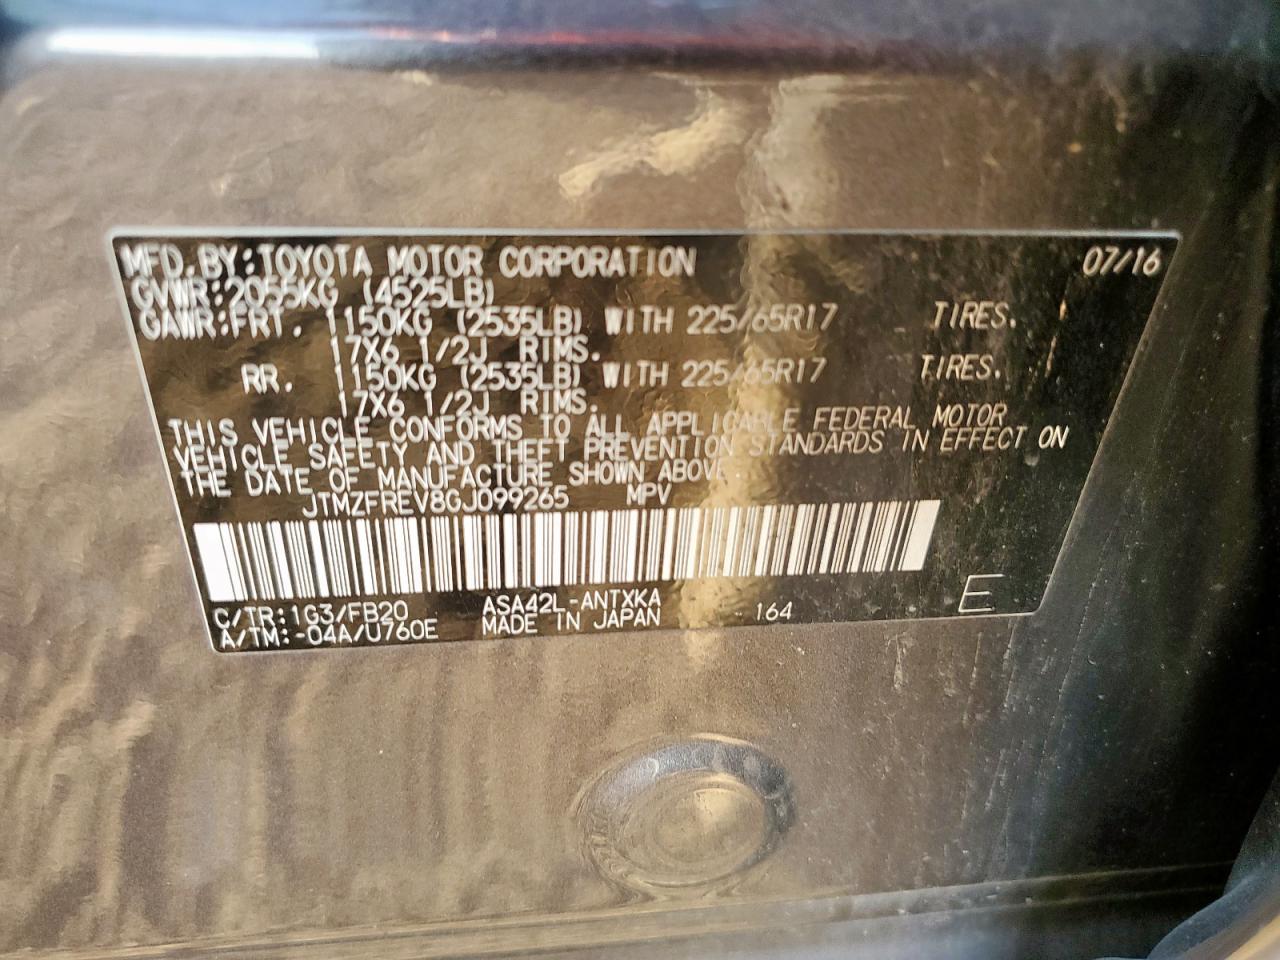 MFD. BY: TOYOTA MOTOR CORPORATION 07/16
GVWR: 2055KG (4525LB)
GAWR: FRT. 1150KG (2535LB) WITH 225/65R17 TIRES.
17X6 1/2J RIMS.
RR. 1150KG (2535LB) WITH 225/65R17 TIRES.
17X6 1/2J RIMS.
THIS VEHICLE CONFORMS TO ALL APPLICABLE FEDERAL MOTOR
VEHICLE SAFETY AND THEFT PREVENTION STANDARDS IN EFFECT ON
THE DATE OF MANUFACTURE SHOWN ABOVE.
JTMZFREV8GJ099265 MPV
C/TR: 1G3/FB20 ASA42L-ANTXKA 164 E
A/TM: -04A/U760E MADE IN JAPAN